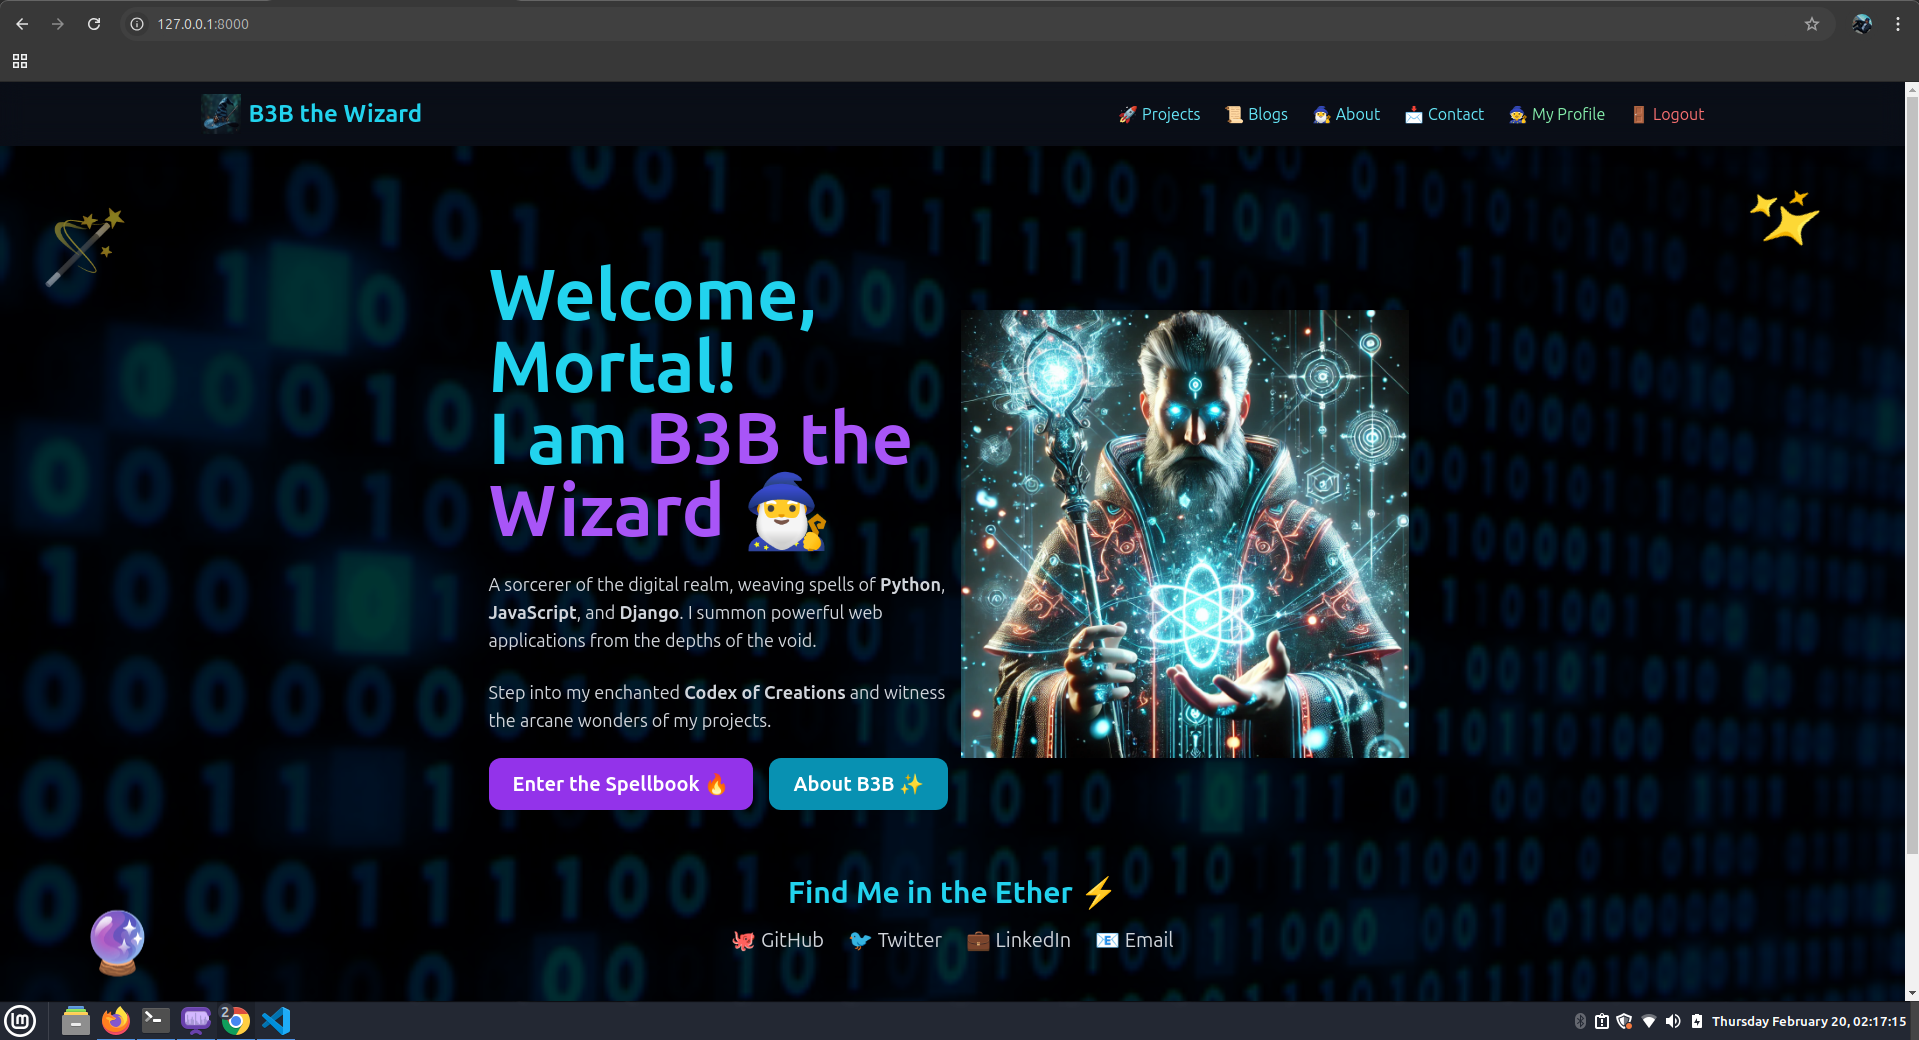 127.0.0.1:8000
B3B the Wizard
Projects Blogs About Contact My Profile Logout
Welcome,
Mortal!
I am B3B the
Wizard
A sorcerer of the digital realm, weaving spells of Python,
JavaScript, and Django. I summon powerful web
applications from the depths of the void.
Step into my enchanted Codex of Creations and witness
the arcane wonders of my projects.
Enter the Spellbook
About B3B
Find Me in the Ether
GitHub Twitter LinkedIn Email
2
Thursday February 20, 02:17:15